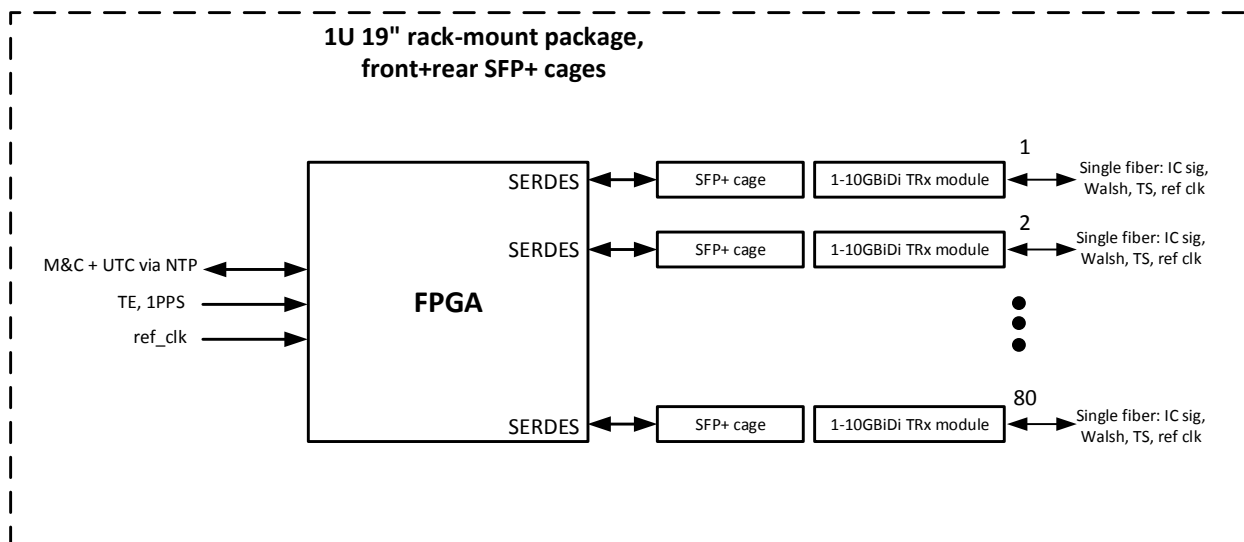 1U 19" rack-mount package,
front+rear SFP+ cages
1
SERDES
SFP+ cage
1-10GBiDi TRx module
Single fiber: IC sig,
Walsh, TS, ref clk
2
SERDES
SFP+ cage
1-10GBiDi TRx module
Single fiber: IC sig,
Walsh, TS, ref clk
M&C + UTC via NTP
TE, 1PPS
ref_clk
FPGA
80
SERDES
SFP+ cage
1-10GBiDi TRx module
Single fiber: IC sig,
Walsh, TS, ref clk